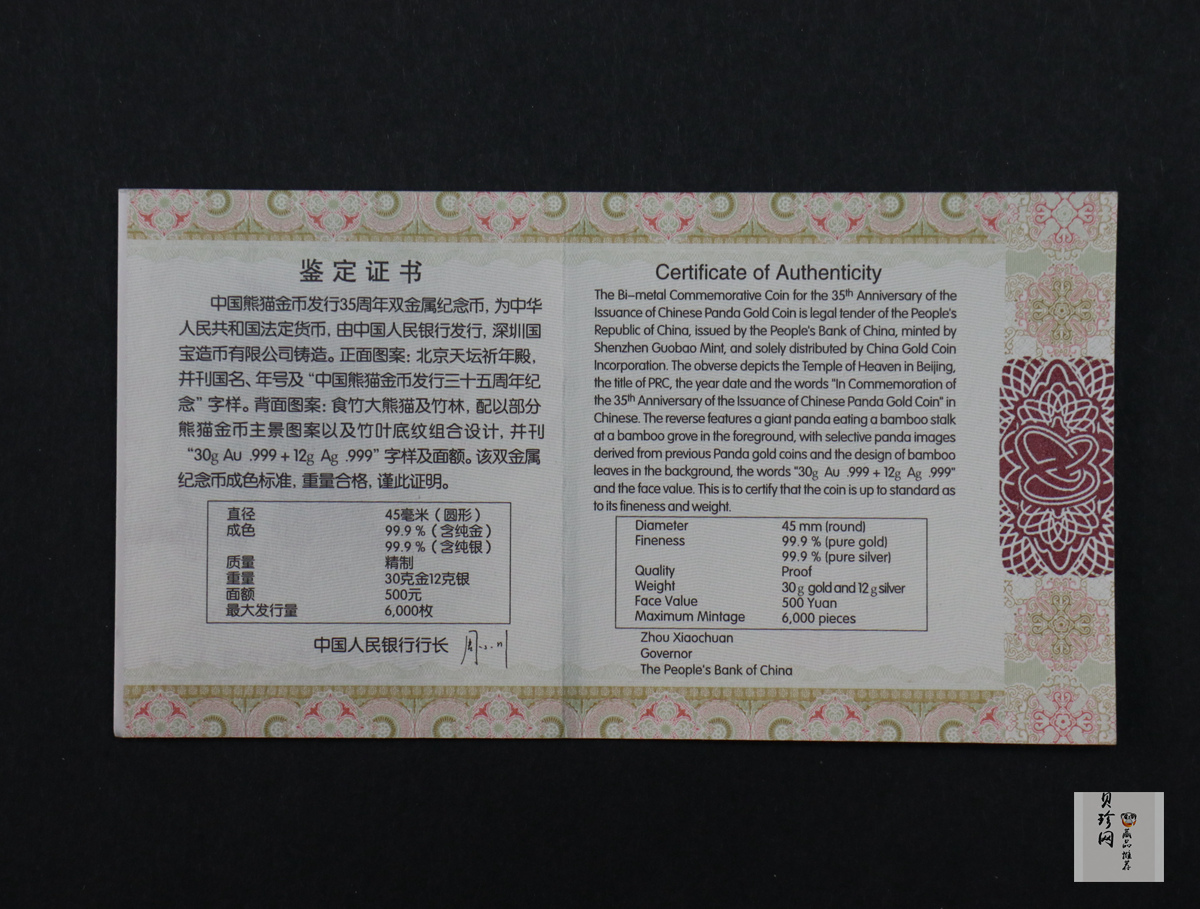 鉴定证书
中国熊猫金币发行35周年双金属纪念币，为中华
人民共和国法定货币，由中国人民银行发行，深圳国
宝造币有限公司铸造。正面图案：北京天坛祈年殿，
并刊国名、年号及“中国熊猫金币发行三十五周年纪
念”字样。背面图案：食竹大熊猫及竹林，配以部分
熊猫金币主景图案以及竹叶底纹组合设计，并刊
“30g Au .999 + 12g Ag .999”字样及面额。该双金属
纪念币成色标准，重量合格，谨此证明。
直径 45毫米（圆形）
成色 99.9 %（含纯金）
99.9 %（含纯银）
质量 精制
重量 30克金12克银
面额 500元
最大发行量 6,000枚
中国人民银行行长
Certificate of Authenticity
The Bi-metal Commemorative Coin for the 35th Anniversary of the
Issuance of Chinese Panda Gold Coin is legal tender of the People's
Republic of China, issued by the People's Bank of China, minted by
Shenzhen Guobao Mint, and solely distributed by China Gold Coin
Incorporation. The obverse depicts the Temple of Heaven in Beijing,
the title of PRC, the year date and the words "In Commemoration of
the 35th Anniversary of the Issuance of Chinese Panda Gold Coin" in
Chinese. The reverse features a giant panda eating a bamboo stalk
at a bamboo grove in the foreground, with selective panda images
derived from previous Panda gold coins and the design of bamboo
leaves in the background, the words "30g Au .999 + 12g Ag .999"
and the face value. This is to certify that the coin is up to standard as
to its fineness and weight.
Diameter 45 mm (round)
Fineness 99.9 % (pure gold)
99.9 % (pure silver)
Quality Proof
Weight 30 g gold and 12 g silver
Face Value 500 Yuan
Maximum Mintage 6,000 pieces
Zhou Xiaochuan
Governor
The People's Bank of China
贝珍网
藏品推荐